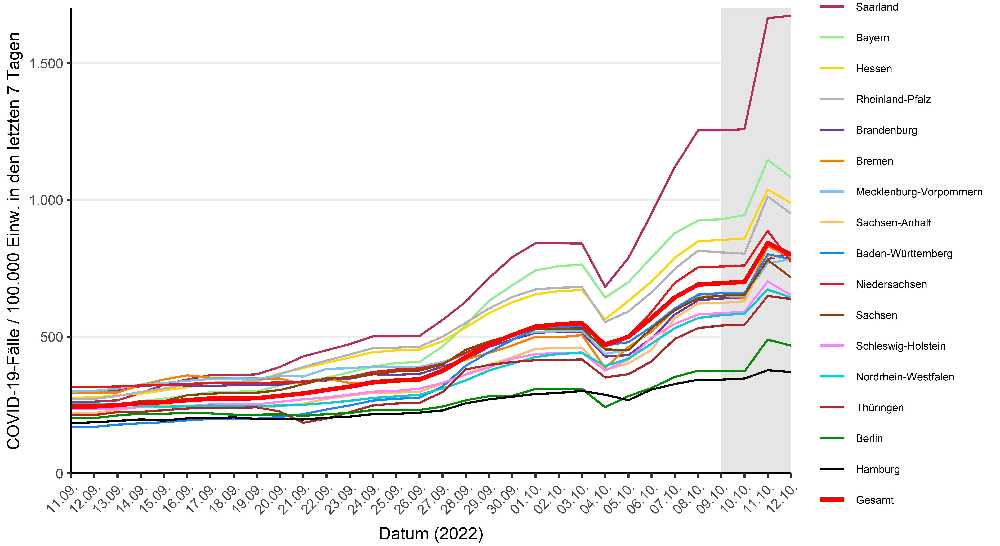 COVID-19-Fälle / 100.000 Einw. in den letzten 7 Tagen
1.500
1.000
500
0
11.09.
12.09.
13.09.
14.09.
15.09.
16.09.
17.09.
18.09.
19.09.
20.09.
21.09.
22.09.
23.09.
24.09.
25.09.
26.09.
27.09.
28.09.
29.09.
30.09.
01.10.
02.10.
03.10.
04.10.
05.10.
06.10.
07.10.
08.10.
09.10.
10.10.
11.10.
12.10.
Datum (2022)
Saarland
Bayern
Hessen
Rheinland-Pfalz
Brandenburg
Bremen
Mecklenburg-Vorpommern
Sachsen-Anhalt
Baden-Württemberg
Niedersachsen
Sachsen
Schleswig-Holstein
Nordrhein-Westfalen
Thüringen
Berlin
Hamburg
Gesamt